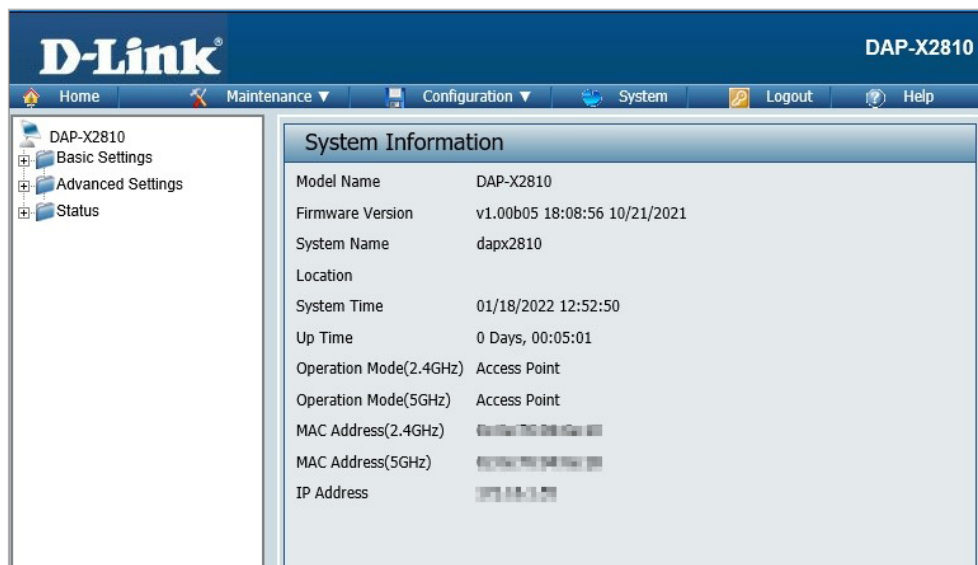 D-Link®
DAP-X2810
Home Maintenance ▼ Configuration ▼ System Logout Help
DAP-X2810
Basic Settings
Advanced Settings
Status
System Information
Model Name DAP-X2810
Firmware Version v1.00b05 18:08:56 10/21/2021
System Name dapx2810
Location
System Time 01/18/2022 12:52:50
Up Time 0 Days, 00:05:01
Operation Mode(2.4GHz) Access Point
Operation Mode(5GHz) Access Point
MAC Address(2.4GHz)
MAC Address(5GHz)
IP Address